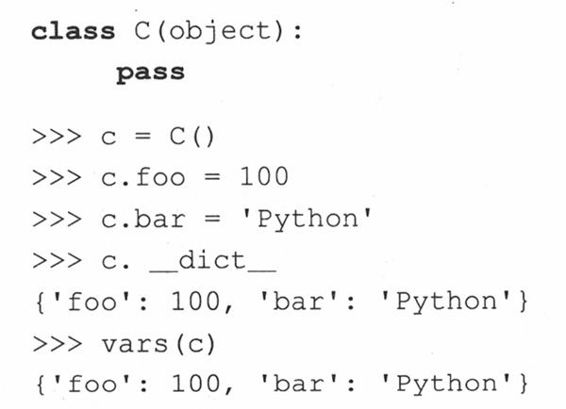 class C(object):
    pass
>>> c = C()
>>> c.foo = 100
>>> c.bar = 'Python'
>>> c. __dict__
{'foo': 100, 'bar': 'Python'}
>>> vars(c)
{'foo': 100, 'bar': 'Python'}